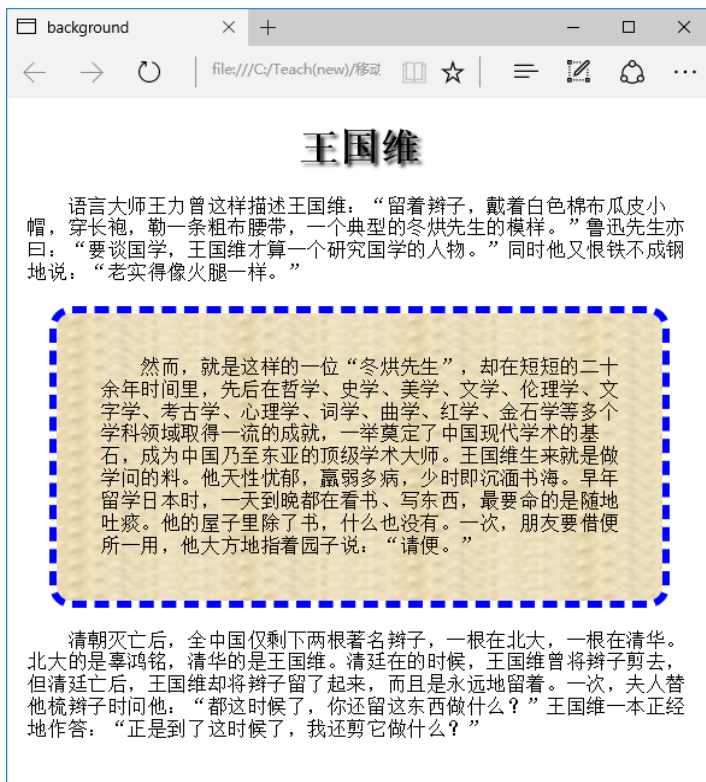 background
file:///C:/Teach(new)/移动
王国维
语言大师王力曾这样描述王国维：“留着辫子，戴着白色棉布瓜皮小
帽，穿长袍，勒一条粗布腰带，一个典型的冬烘先生的模样。”鲁迅先生亦
曰：“要谈国学，王国维才算一个研究国学的人物。”同时他又恨铁不成钢
地说：“老实得像火腿一样。”
然而，就是这样的一位“冬烘先生”，却在短短的二十
余年时间里，先后在哲学、史学、美学、文学、伦理学、文
字学、考古学、心理学、词学、曲学、红学、金石学等多个
学科领域取得一流的成就，一举奠定了中国现代学术的基
石，成为中国乃至东亚的顶级学术大师。王国维生来就是做
学问的料。他天性忧郁，羸弱多病，少时即沉湎书海。早年
留学日本时，一天到晚都在看书、写东西，最要命的是随地
吐痰。他的屋子里除了书，什么也没有。一次，朋友要借便
所一用，他大方地指着园子说：“请便。”
清朝灭亡后，全中国仅剩下两根著名辫子，一根在北大，一根在清华。
北大的是辜鸿铭，清华的是王国维。清廷在的时候，王国维曾将辫子剪去，
但清廷亡后，王国维却将辫子留了起来，而且是永远地留着。一次，夫人替
他梳辫子时问他：“都这时候了，你还留这东西做什么？”王国维一本正经
地作答：“正是到了这时候了，我还剪它做什么？”